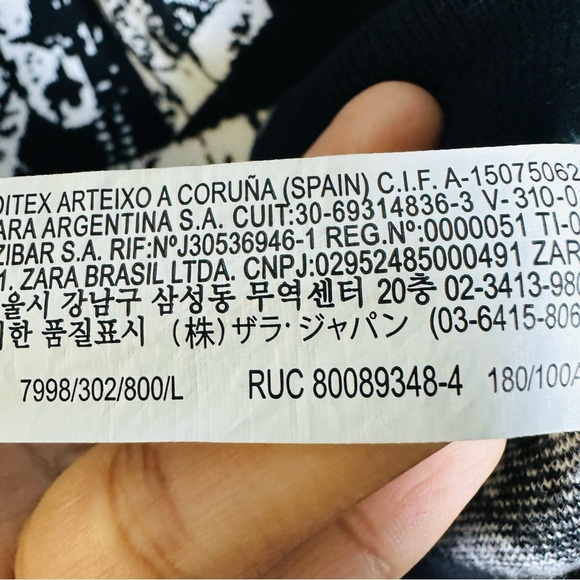 DITEX ARTEIXO A CORUÑA (SPAIN) C.I.F. A-15075062
ARA ARGENTINA S.A. CUIT:30-69314836-3 V- 310-0
ZIBAR S.A. RIF:NºJ30536946-1 REG.Nº:0000051 TI-0
1. ZARA BRASIL LTDA. CNPJ:02952485000491 ZAR
울시 강남구 삼성동 무역센터 20층 02-3413-980
한 품질표시 (株)ザラ・ジャパン (03-6415-806
7998/302/800/L RUC 80089348-4 180/100A